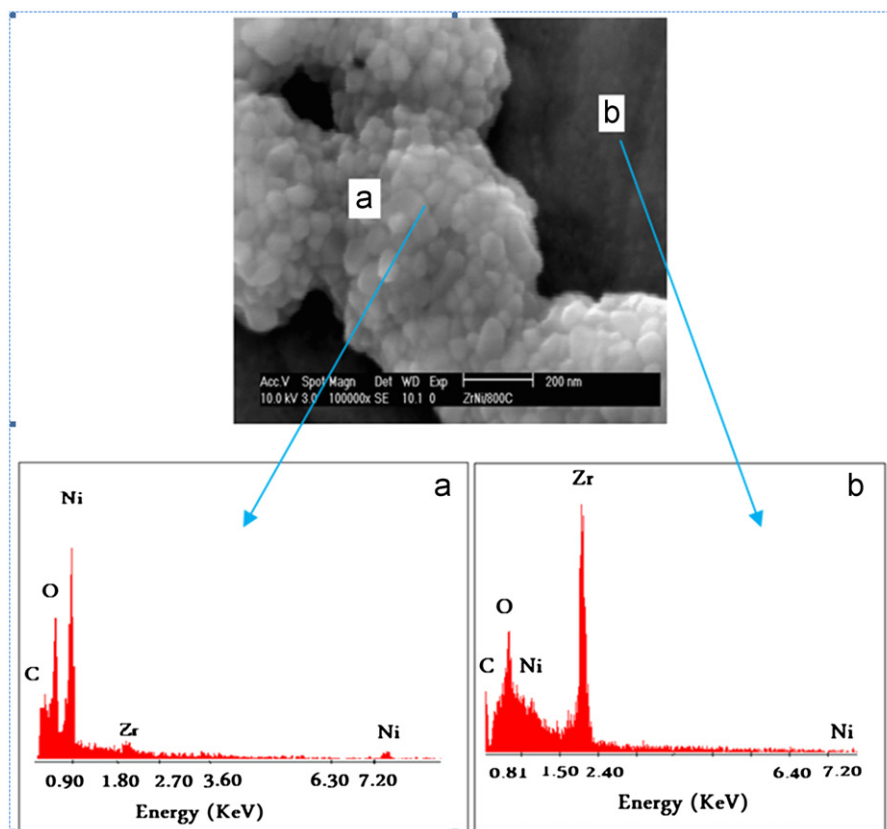 b
a
Acc.V Spot Magn Det WD Exp 200 nm
10.0 kV 3.0 100000x SE 10.1 0 ZrNi/800C
a
Ni
O
C
Zr
Ni
0.90 1.80 2.70 3.60 6.30 7.20
Energy (KeV)
b
Zr
O
C Ni
Ni
0.81 1.50 2.40 6.40 7.20
Energy (KeV)